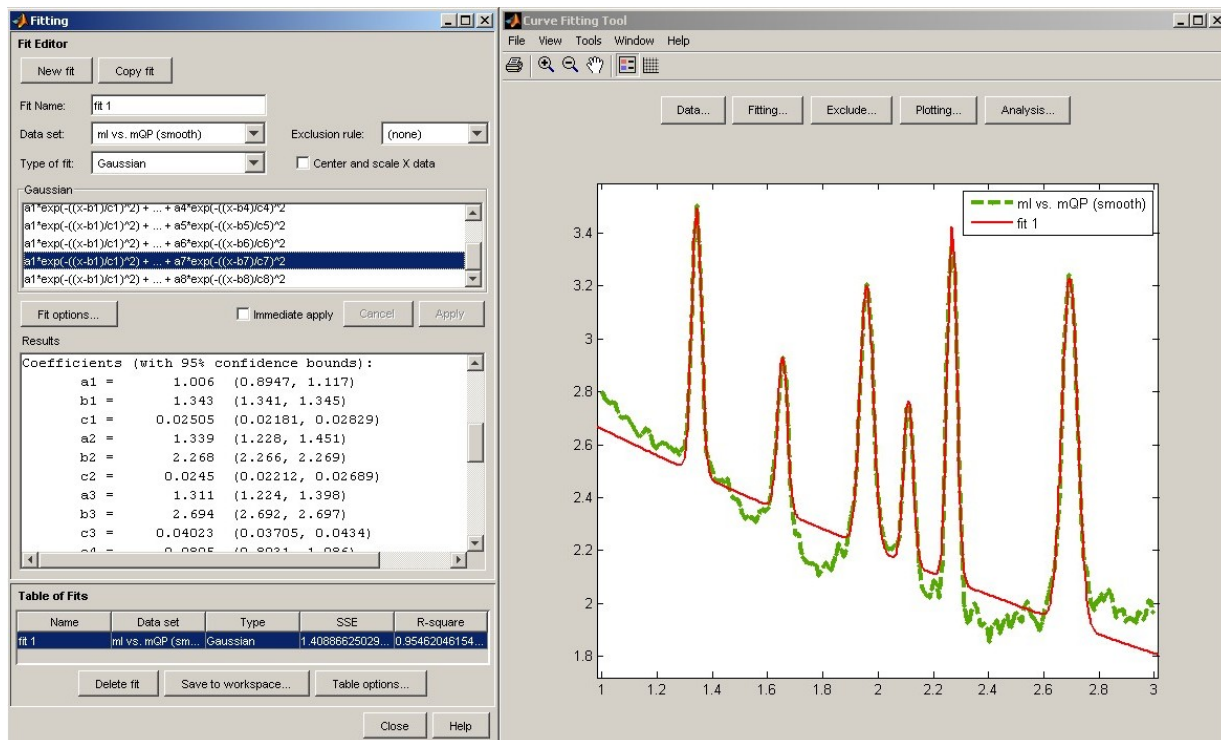 Fitting
Fit Editor
New fit Copy fit
Fit Name: fit 1
Data set: ml vs. mQP (smooth) Exclusion rule: (none)
Type of fit: Gaussian Center and scale X data
Gaussian
a1*exp(-((x-b1)/c1)^2) + ... + a4*exp(-((x-b4)/c4)^2
a1*exp(-((x-b1)/c1)^2) + ... + a5*exp(-((x-b5)/c5)^2
a1*exp(-((x-b1)/c1)^2) + ... + a6*exp(-((x-b6)/c6)^2
a1*exp(-((x-b1)/c1)^2) + ... + a7*exp(-((x-b7)/c7)^2
a1*exp(-((x-b1)/c1)^2) + ... + a8*exp(-((x-b8)/c8)^2
Fit options... Immediate apply Cancel Apply
Results
Coefficients (with 95% confidence bounds):
a1 = 1.006 (0.8947, 1.117)
b1 = 1.343 (1.341, 1.345)
c1 = 0.02505 (0.02181, 0.02829)
a2 = 1.339 (1.228, 1.451)
b2 = 2.268 (2.266, 2.269)
c2 = 0.0245 (0.02212, 0.02689)
a3 = 1.311 (1.224, 1.398)
b3 = 2.694 (2.692, 2.697)
c3 = 0.04023 (0.03705, 0.0434)
Table of Fits
Name Data set Type SSE R-square
fit 1 ml vs. mQP (sm... Gaussian 1.40886625029... 0.95462046154...
Delete fit Save to workspace... Table options...
Close Help
Curve Fitting Tool
File View Tools Window Help
Data... Fitting... Exclude... Plotting... Analysis...
ml vs. mQP (smooth)
fit 1
3.4
3.2
3
2.8
2.6
2.4
2.2
2
1.8
1 1.2 1.4 1.6 1.8 2 2.2 2.4 2.6 2.8 3